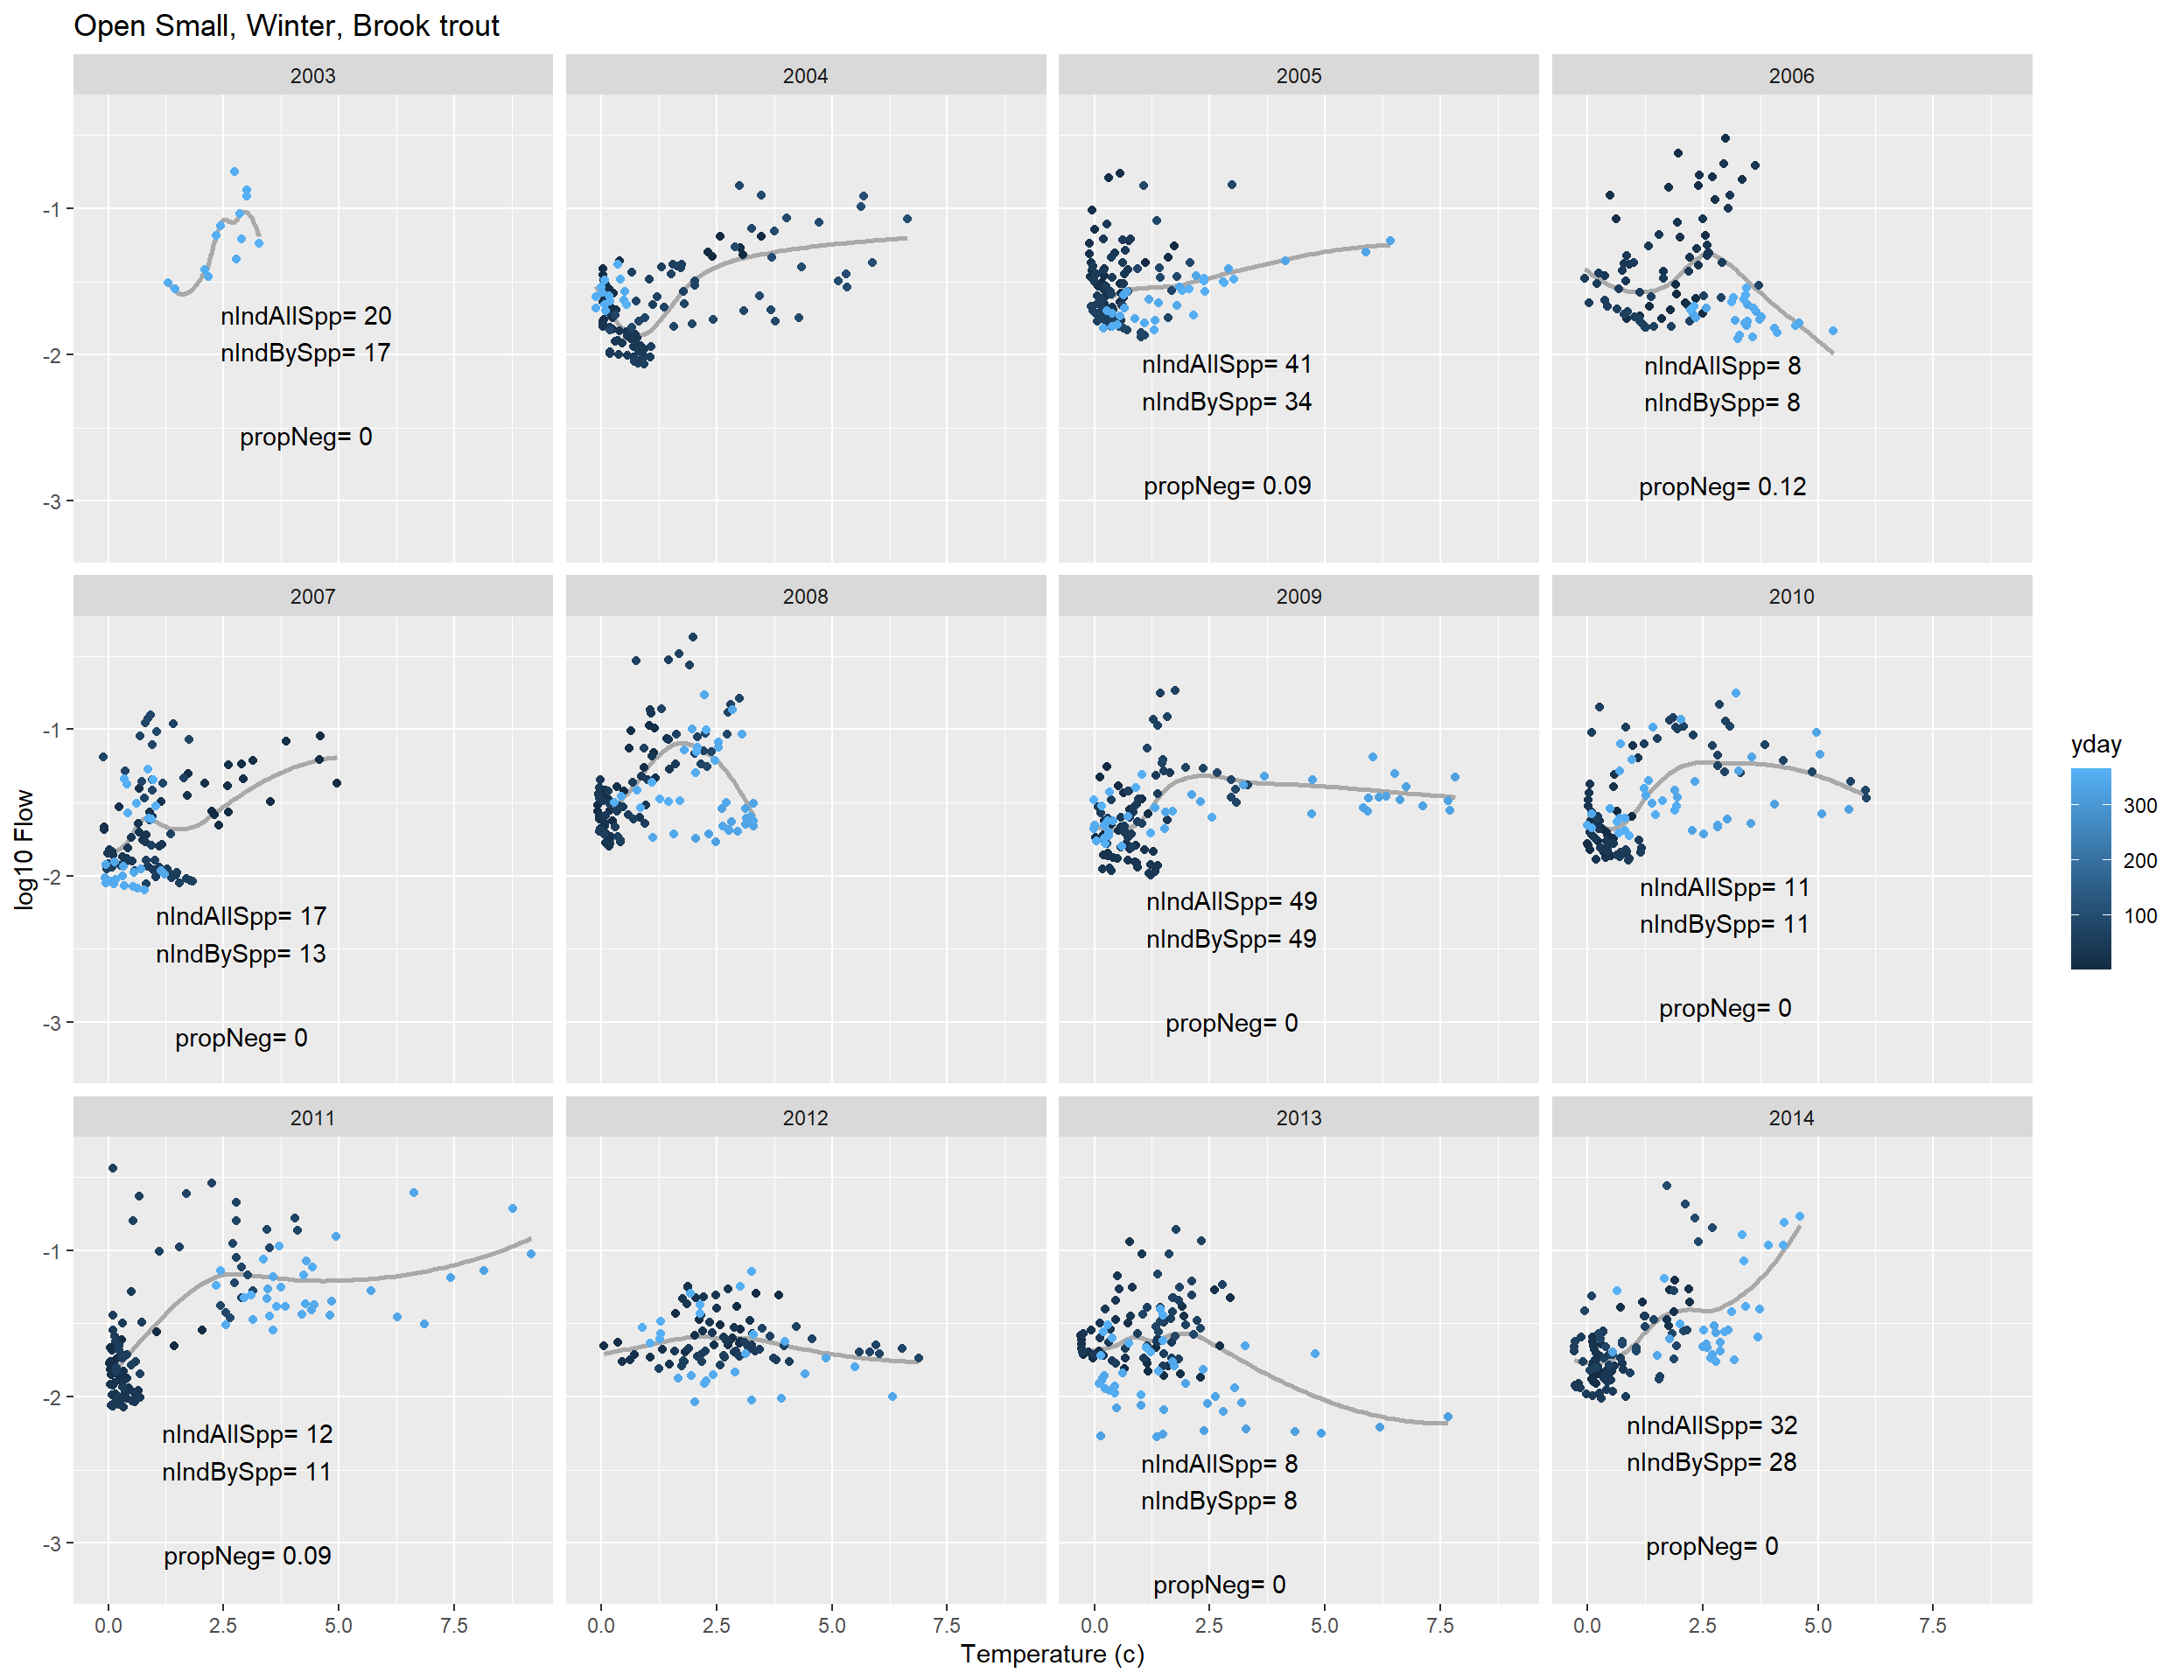 Open Small, Winter, Brook trout
2003
2004
2005
2006
-1
-2
-3
nIndAllSpp= 20
nIndBySpp= 17
propNeg= 0
nIndAllSpp= 41
nIndBySpp= 34
propNeg= 0.09
nIndAllSpp= 8
nIndBySpp= 8
propNeg= 0.12
2007
2008
2009
2010
-1
-2
-3
nIndAllSpp= 17
nIndBySpp= 13
propNeg= 0
nIndAllSpp= 49
nIndBySpp= 49
propNeg= 0
nIndAllSpp= 11
nIndBySpp= 11
propNeg= 0
2011
2012
2013
2014
-1
-2
-3
nIndAllSpp= 12
nIndBySpp= 11
propNeg= 0.09
nIndAllSpp= 8
nIndBySpp= 8
propNeg= 0
nIndAllSpp= 32
nIndBySpp= 28
propNeg= 0
0.0 2.5 5.0 7.5
0.0 2.5 5.0 7.5
0.0 2.5 5.0 7.5
0.0 2.5 5.0 7.5
Temperature (c)
log10 Flow
yday
300
200
100